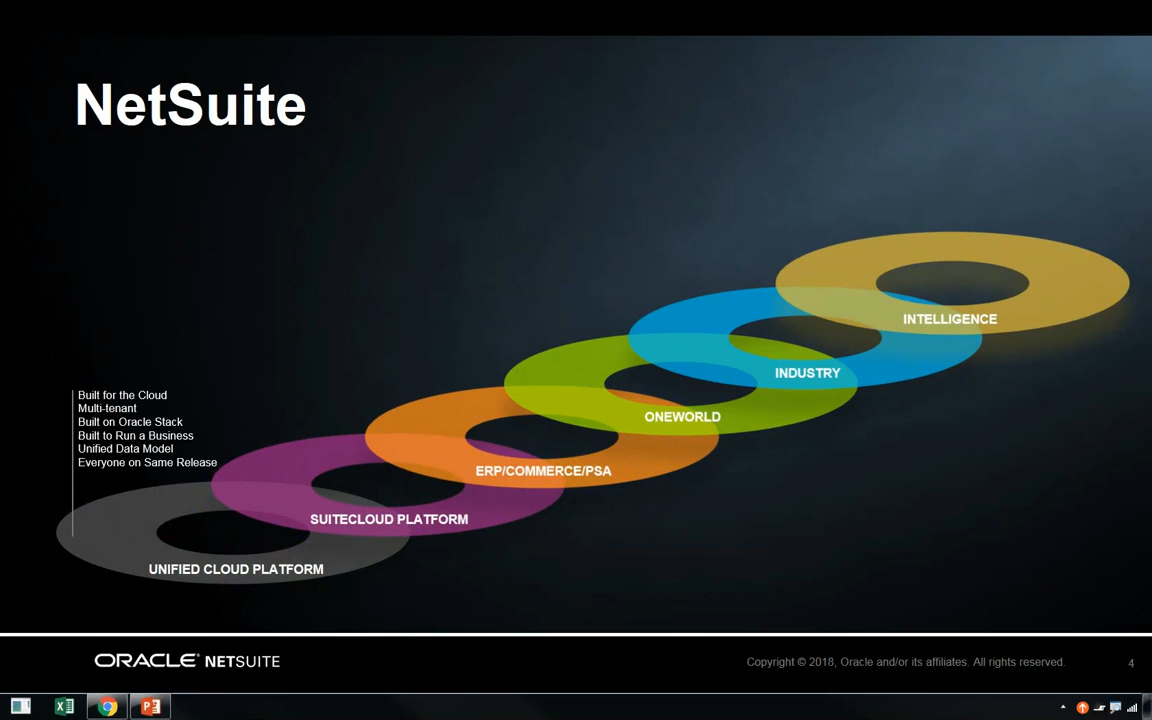 NetSuite
INTELLIGENCE
INDUSTRY
ONEWORLD
ERP/COMMERCE/PSA
SUITECLOUD PLATFORM
UNIFIED CLOUD PLATFORM
Built for the Cloud
Multi-tenant
Built on Oracle Stack
Built to Run a Business
Unified Data Model
Everyone on Same Release
ORACLE® NETSUITE
Copyright © 2018, Oracle and/or its affiliates. All rights reserved.
4